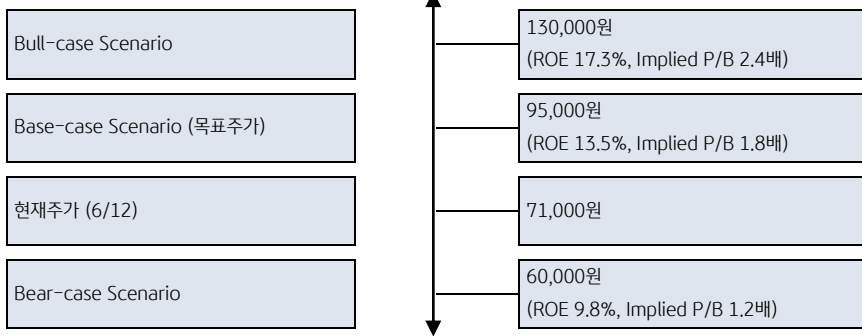 Bull-case Scenario
130,000원
(ROE 17.3%, Implied P/B 2.4배)
Base-case Scenario (목표주가)
95,000원
(ROE 13.5%, Implied P/B 1.8배)
현재주가 (6/12)
71,000원
Bear-case Scenario
60,000원
(ROE 9.8%, Implied P/B 1.2배)